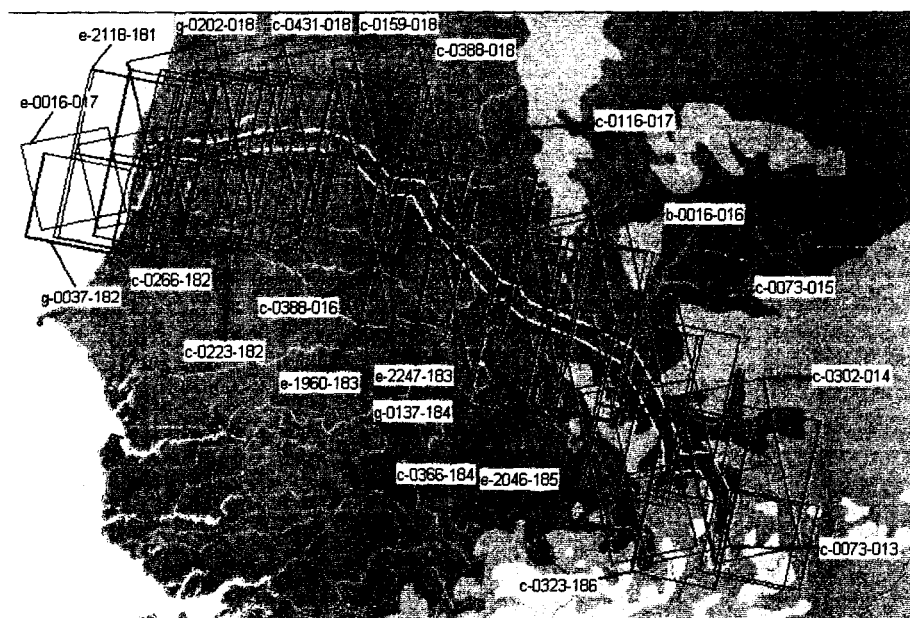 g-0202-018 c-0431-018 c-0159-018
e-2118-181
c-0388-018
e-0016-017
c-0116-017
b-0016-016
c-0266-182
c-0073-015
g-0037-182
c-0388-016
c-0223-182
e-2247-183
e-1960-183
c-0302-014
g-0137-184
c-0366-184
e-2046-185
c-0073-013
c-0323-186